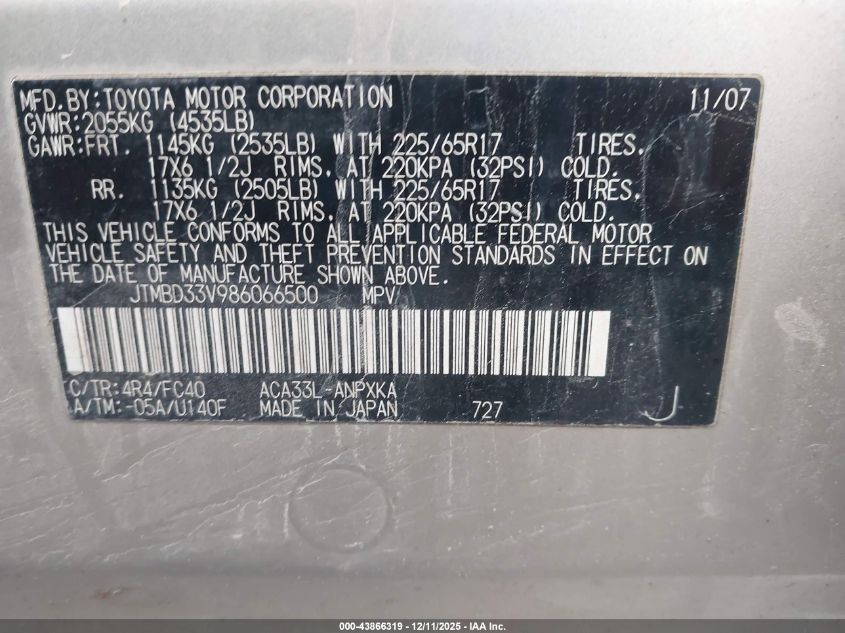 MFD.BY:TOYOTA MOTOR CORPORATION 11/07
GVWR:2055KG (4535LB)
GAWR:FRT. 1145KG (2535LB) WITH 225/65R17 TIRES,
17X6 1/2J RIMS, AT 220KPA (32PSI) COLD.
RR. 1135KG (2505LB) WITH 225/65R17 TIRES,
17X6 1/2J RIMS, AT 220KPA (32PSI) COLD.
THIS VEHICLE CONFORMS TO ALL APPLICABLE FEDERAL MOTOR
VEHICLE SAFETY AND THEFT PREVENTION STANDARDS IN EFFECT ON
THE DATE OF MANUFACTURE SHOWN ABOVE.
JTMBD33V986066500 MPV
C/TR:4R4/FC40 ACA33L-ANPXKA
A/TM:-05A/U140F MADE IN JAPAN 727 J
000-43866319 - 12/11/2025 - IAA Inc.